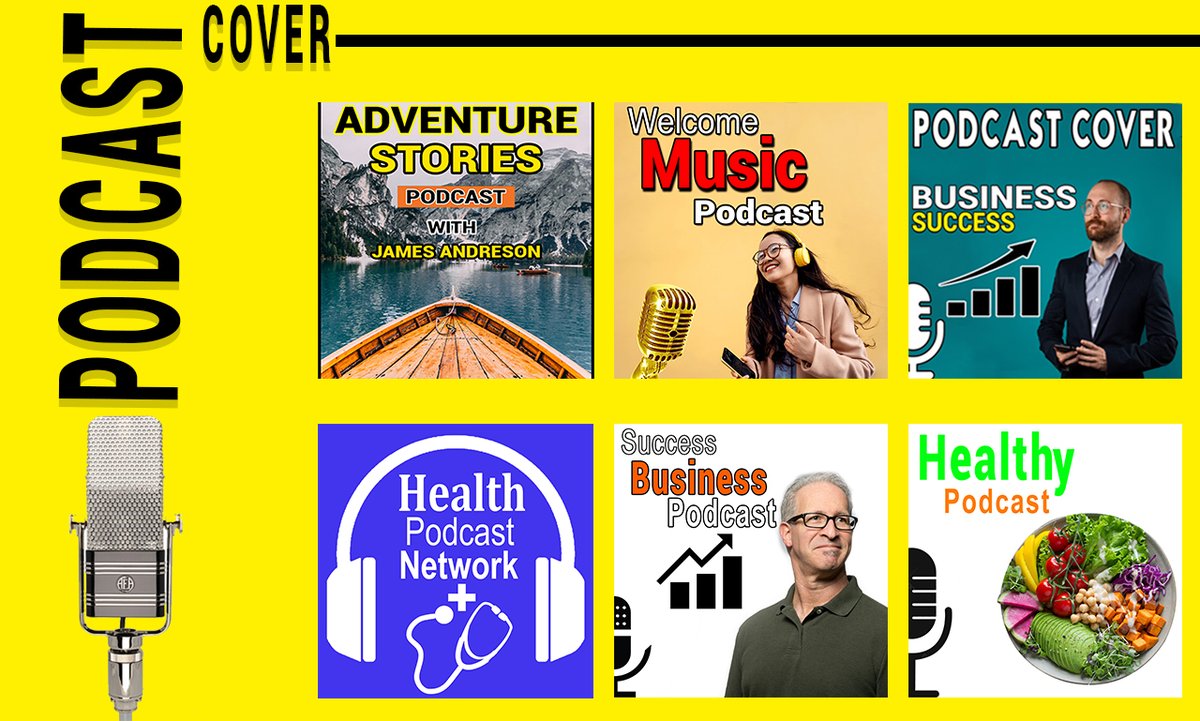 PODCAST
COVER
ADVENTURE
STORIES
PODCAST
WITH
JAMES ANDRESON
Welcome
Music
Podcast
PODCAST COVER
BUSINESS
SUCCESS
Health
Podcast
Network
Success
Business
Podcast
Healthy
Podcast